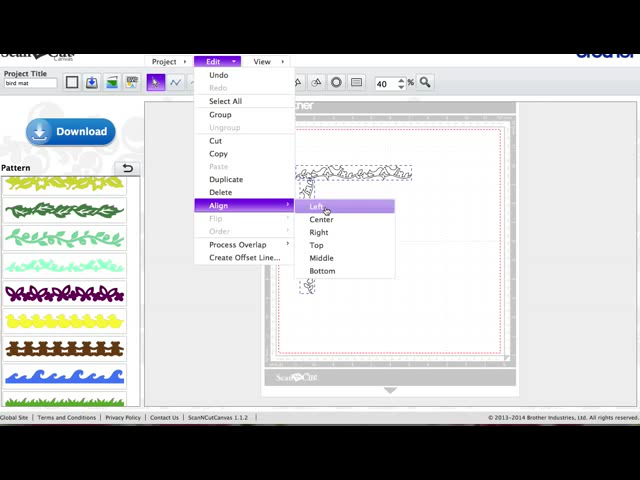 ScanNCut
Canvas
brother
Project
Edit
View
Project Title
bird mat
40
%
Download
Pattern
Undo
Redo
Select All
Group
Ungroup
Cut
Copy
Paste
Duplicate
Delete
Align
Flip
Order
Process Overlap
Create Offset Line...
Left
Center
Right
Top
Middle
Bottom
ScanNCut
Global Site | Terms and Conditions | Privacy Policy | Contact Us | ScanNCutCanvas 1.1.2 | © 2013-2014 Brother Industries, Ltd. All rights reserved.